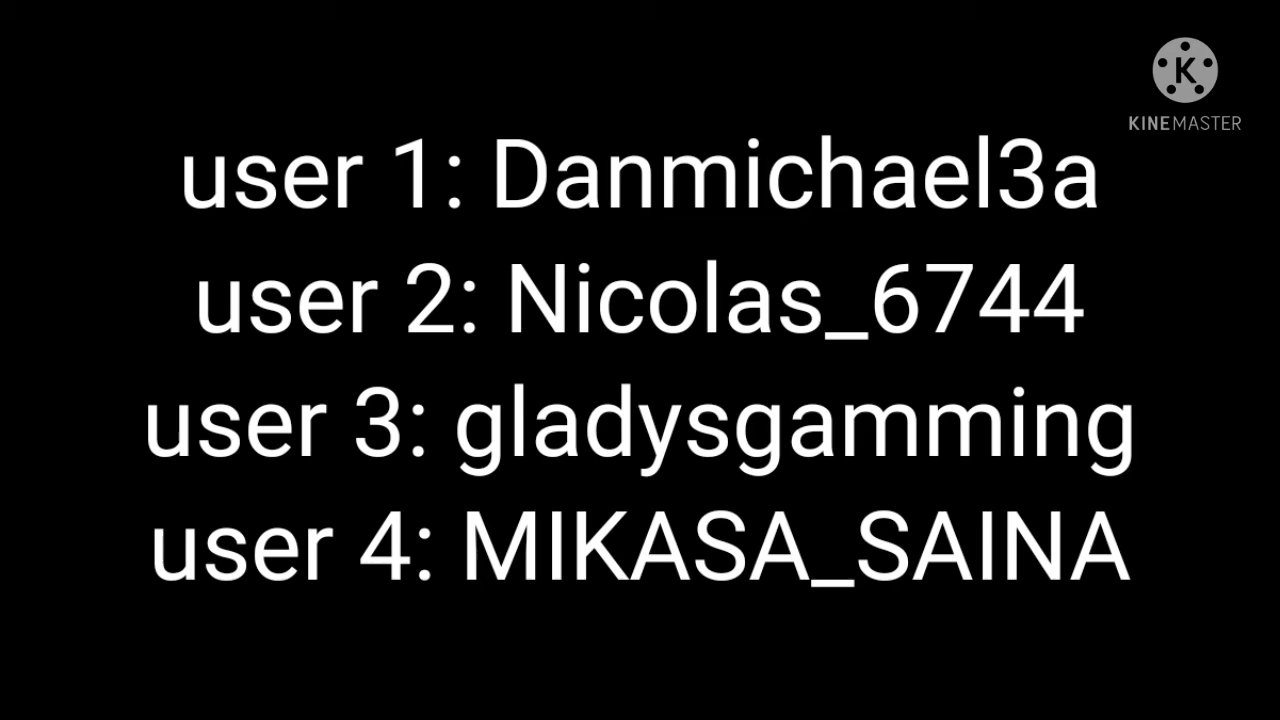 K
KINEMASTER
user 1: Danmichael3a
user 2: Nicolas_6744
user 3: gladysgamming
user 4: MIKASA_SAINA